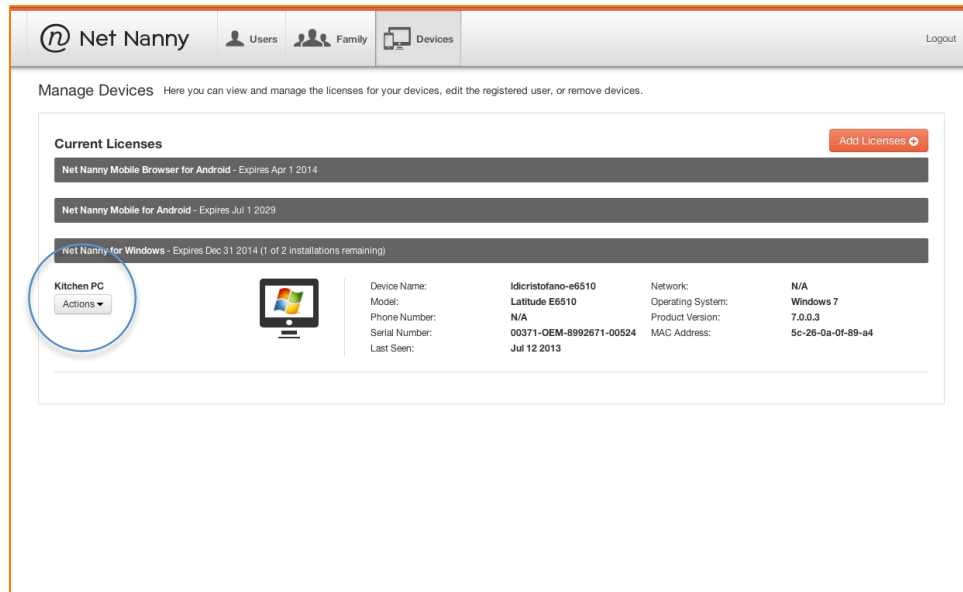 Net Nanny Users Family Devices Logout
Manage Devices Here you can view and manage the licenses for your devices, edit the registered user, or remove devices.
Current Licenses Add Licenses
Net Nanny Mobile Browser for Android - Expires Apr 1 2014
Net Nanny Mobile for Android - Expires Jul 1 2029
Net Nanny for Windows - Expires Dec 31 2014 (1 of 2 installations remaining)
Kitchen PC
Actions
Device Name: ldicristofano-e6510 Network: N/A
Model: Latitude E6510 Operating System: Windows 7
Phone Number: N/A Product Version: 7.0.0.3
Serial Number: 00371-OEM-8992671-00524 MAC Address: 5c-26-0a-0f-89-a4
Last Seen: Jul 12 2013